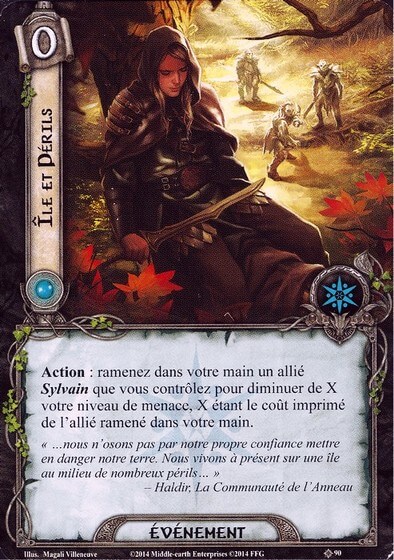 0
Île et Périls
Action : ramenez dans votre main un allié
Sylvain que vous contrôlez pour diminuer de X
votre niveau de menace, X étant le coût imprimé
de l'allié ramené dans votre main.
« …nous n'osons pas par notre propre confiance mettre
en danger notre terre. Nous vivons à présent sur une île
au milieu de nombreux périls… »
– Haldir, La Communauté de l'Anneau
ÉVÉNEMENT
Illus. Magali Villeneuve ©2014 Middle-earth Enterprises ©2014 FFG 90